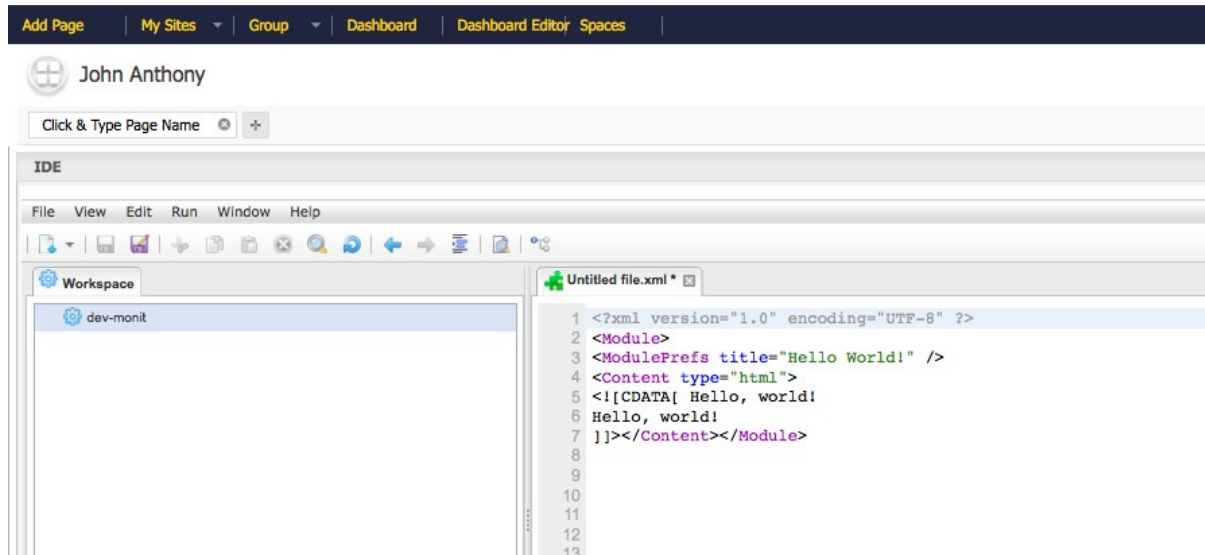 Add Page My Sites Group Dashboard Dashboard Editor Spaces
John Anthony
Click & Type Page Name
IDE
File View Edit Run Window Help
Workspace
Untitled file.xml *
dev-monit
1 <?xml version="1.0" encoding="UTF-8" ?>
2 <Module>
3 <ModulePrefs title="Hello World!" />
4 <Content type="html">
5 <![CDATA[ Hello, world!
6 Hello, world!
7 ]]></Content></Module>
8
9
10
11
12
13